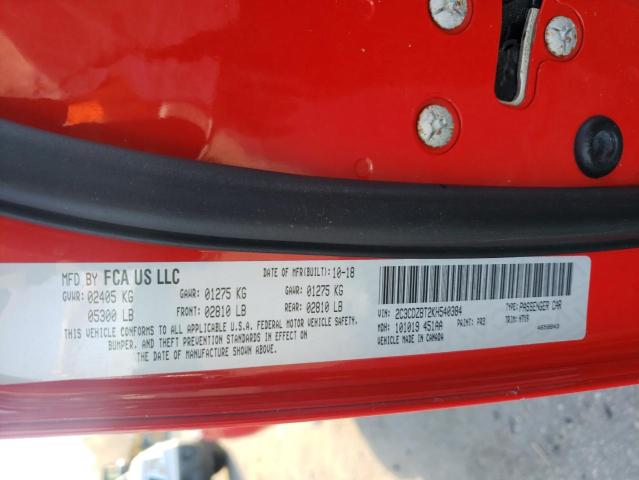 MFD BY FCA US LLC
DATE OF MFR(BUILT): 10-18
GVWR: 02405 KG
GAWR: 01275 KG
GAWR: 01275 KG
05300 LB
FRONT: 02810 LB
REAR: 02810 LB
THIS VEHICLE CONFORMS TO ALL APPLICABLE U.S.A. FEDERAL MOTOR VEHICLE SAFETY,
BUMPER, AND THEFT PREVENTION STANDARDS IN EFFECT ON
THE DATE OF MANUFACTURE SHOWN ABOVE.
VIN: 2C3CDZBT2KH540384
TYPE: PASSENGER CAR
MDH: 101019 451AA
PAINT: PR3
TRIM:
VEHICLE MADE IN CANADA